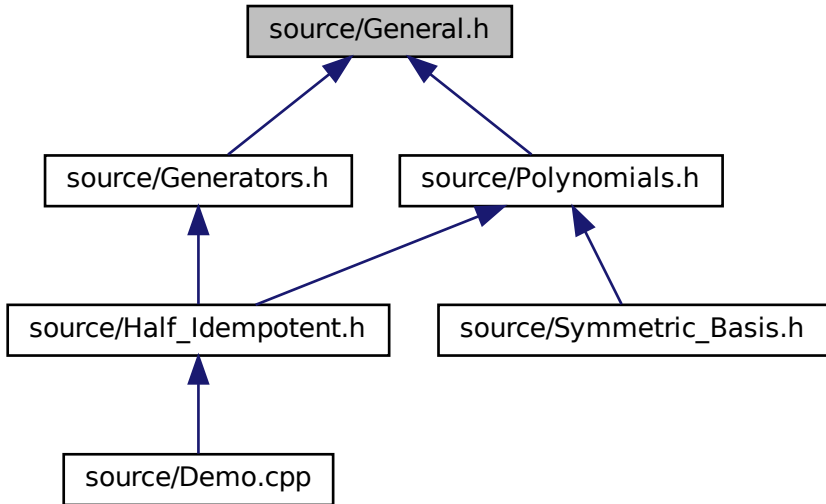 source/General.h
source/Generators.h
source/Polynomials.h
source/Half_Idempotent.h
source/Symmetric_Basis.h
source/Demo.cpp